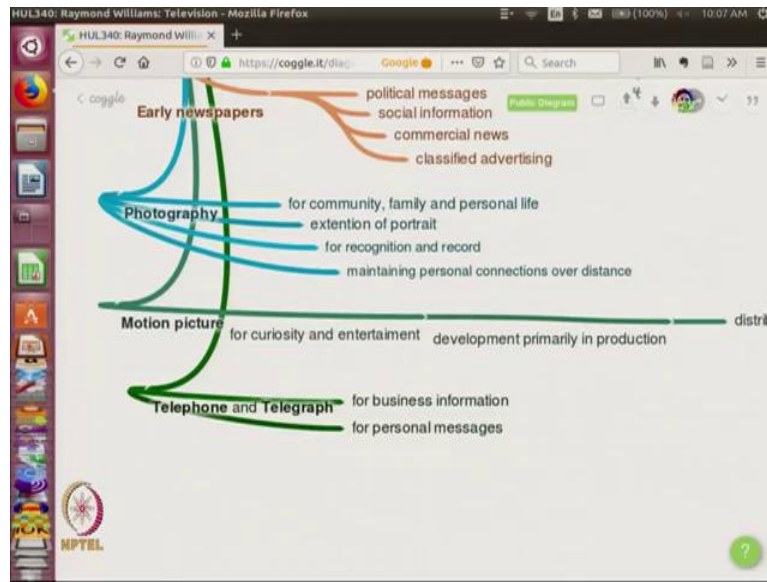 HUL340: Raymond Williams: Television - Mozilla Firefox
En
(100%)
10:07 AM
HUL340: Raymond Willi
https://coggle.it/diag
Google
Search
coggle
Public Diagram
4
Early newspapers
political messages
social information
commercial news
classified advertising
Photography
for community, family and personal life
extention of portrait
for recognition and record
maintaining personal connections over distance
Motion picture
for curiosity and entertaiment
development primarily in production
distri
Telephone and Telegraph
for business information
for personal messages
NPTEL
?